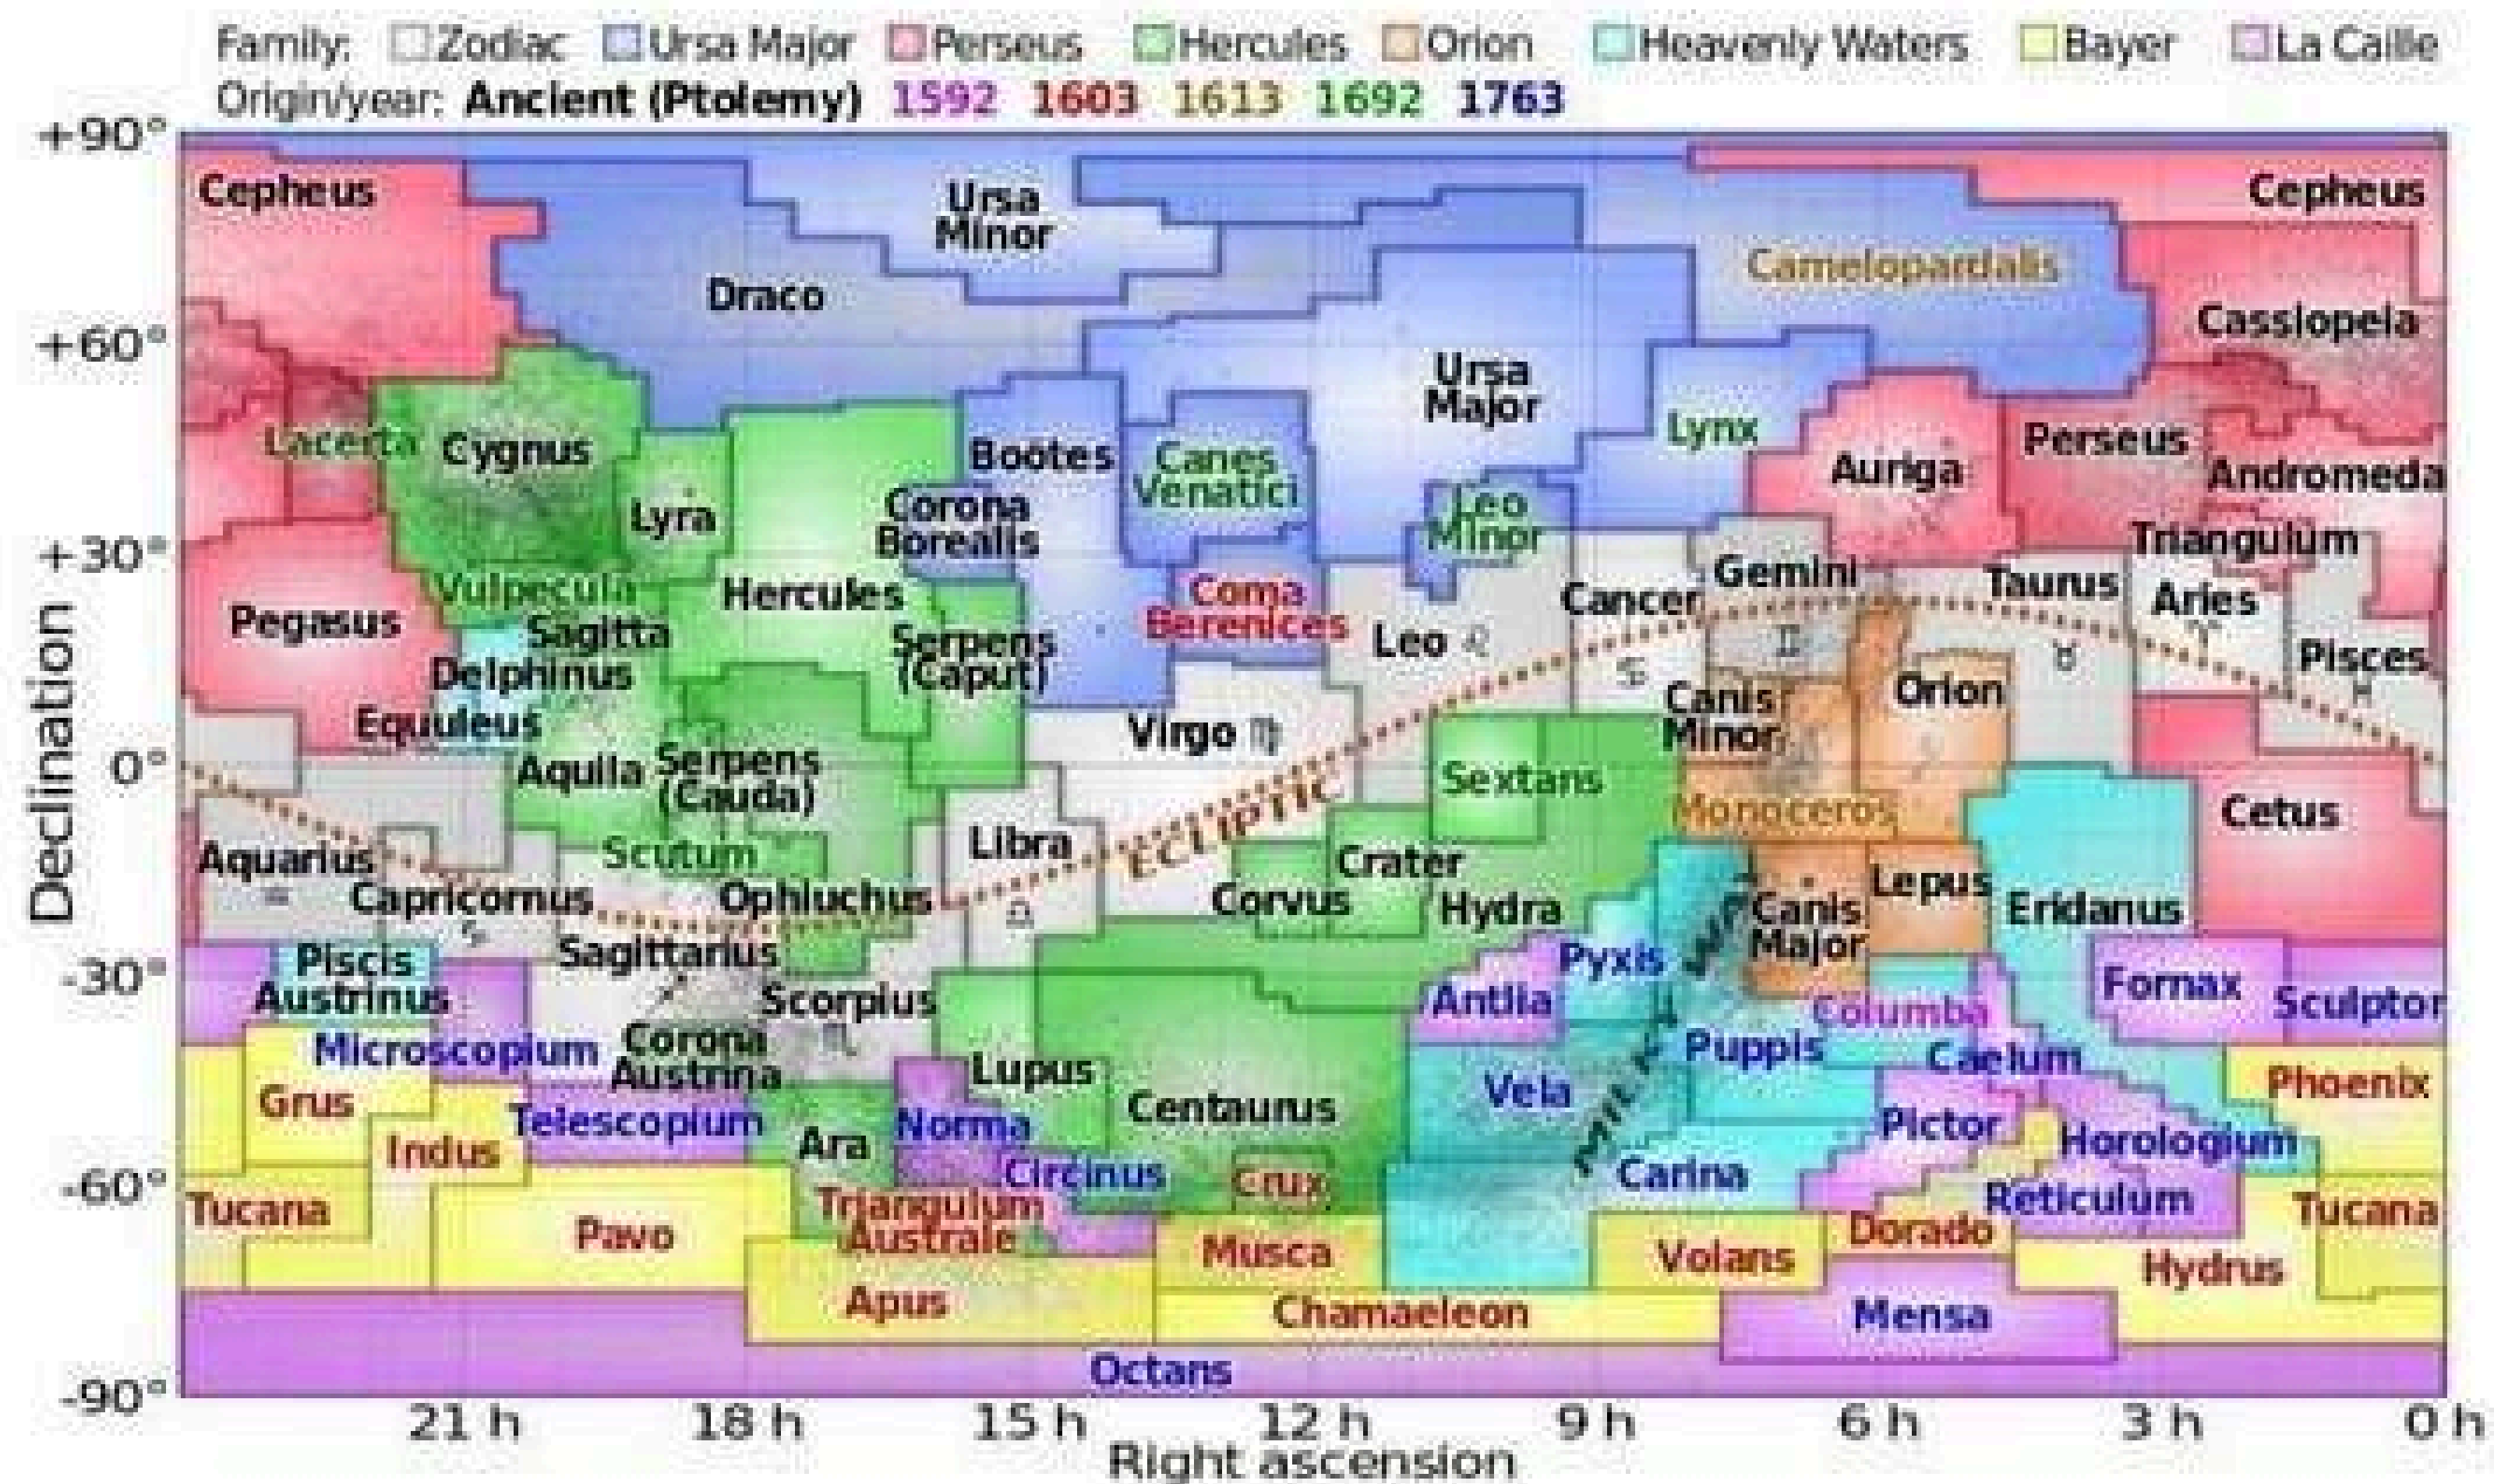 Family: Zodiac Ursa Major Perseus Hercules Orion Heavenly Waters Bayer La Caille
Origin/year: Ancient (Ptolemy) 1592 1603 1613 1692 1763
+90°
+60°
+30°
0°
-30°
-60°
-90°
Declination
Cepheus
Ursa
Minor
Cepheus
Draco
Camelopardalis
Cassiopeia
Ursa
Major
Lacerta
Cygnus
Bootes
Canes
Venatici
Lynx
Auriga
Perseus
Andromeda
Lyra
Corona
Borealis
Leo
Minor
Triangulum
Vulpecula
Hercules
Coma
Berenices
Cancer
Gemini
Taurus
Aries
Pegasus
Sagitta
Serpens
(Caput)
Leo ♌
♋
♊
♉
♈
Pisces
♓
Delphinus
Equuleus
Virgo ♍
Canis
Minor
Orion
Aquila
Serpens
(Cauda)
ECLIPTIC
Sextans
Monoceros
Cetus
Aquarius
♒
Scutum
Libra
♎
Crater
Capricornus
♑
Ophiuchus
Corvus
Hydra
Canis
Major
Lepus
Eridanus
Piscis
Austrinus
Sagittarius
♐
Scorpius
♏
Antlia
Pyxis
MILKY WAY
Columba
Fornax
Sculptor
Microscopium
Corona
Austrina
Lupus
Centaurus
Vela
Puppis
Caelum
Phoenix
Grus
Indus
Telescopium
Ara
Norma
Circinus
Crux
Carina
Pictor
Horologium
Tucana
Pavo
Triangulum
Australe
Musca
Volans
Dorado
Reticulum
Tucana
Hydrus
Apus
Chamaeleon
Mensa
Octans
21 h 18 h 15 h 12 h 9 h 6 h 3 h 0 h
Right ascension